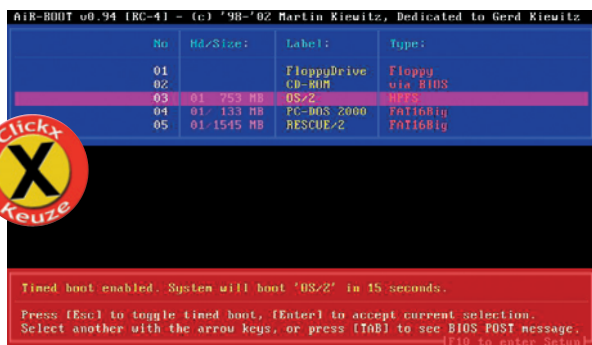 AiR-BOOT v0.94 [RC-4] - (c) '98-'02 Martin Kiewitz, Dedicated to Gerd Kiewitz
No Hd/Size: Label: Type:
01 FloppyDrive Floppy
02 CD-ROM via BIOS
03 01/ 753 MB OS/2 HPFS
04 01/ 133 MB PC-DOS 2000 FAT16Big
05 01/1545 MB RESCUE/2 FAT16Big
Clickx
X
Keuze
Timed boot enabled. System will boot 'OS/2' in 15 seconds.
Press [Esc] to toggle timed boot, [Enter] to accept current selection.
Select another with the arrow keys, or press [TAB] to see BIOS POST message.
[F10 to enter Setup]